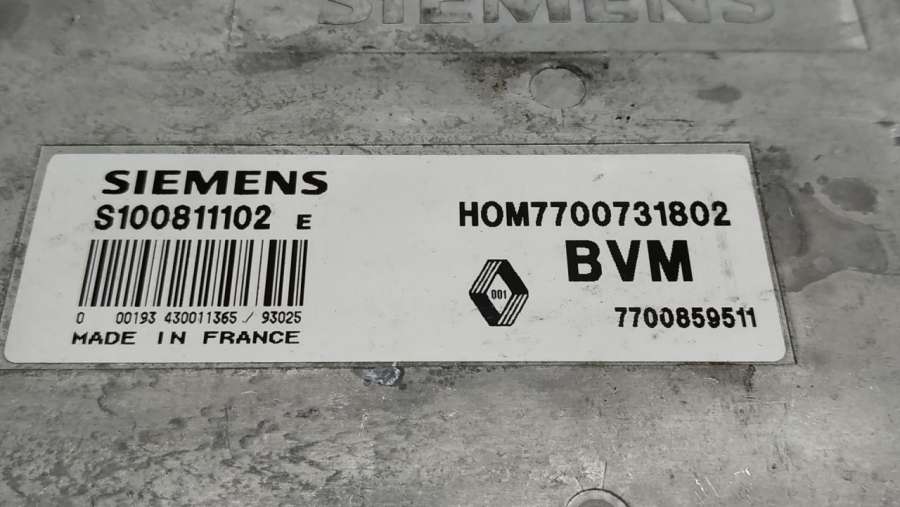 SIEMENS
SIEMENS
S100811102 E
HOM7700731802
BVM
001
7700859511
0 00193 430011365 / 93025
MADE IN FRANCE